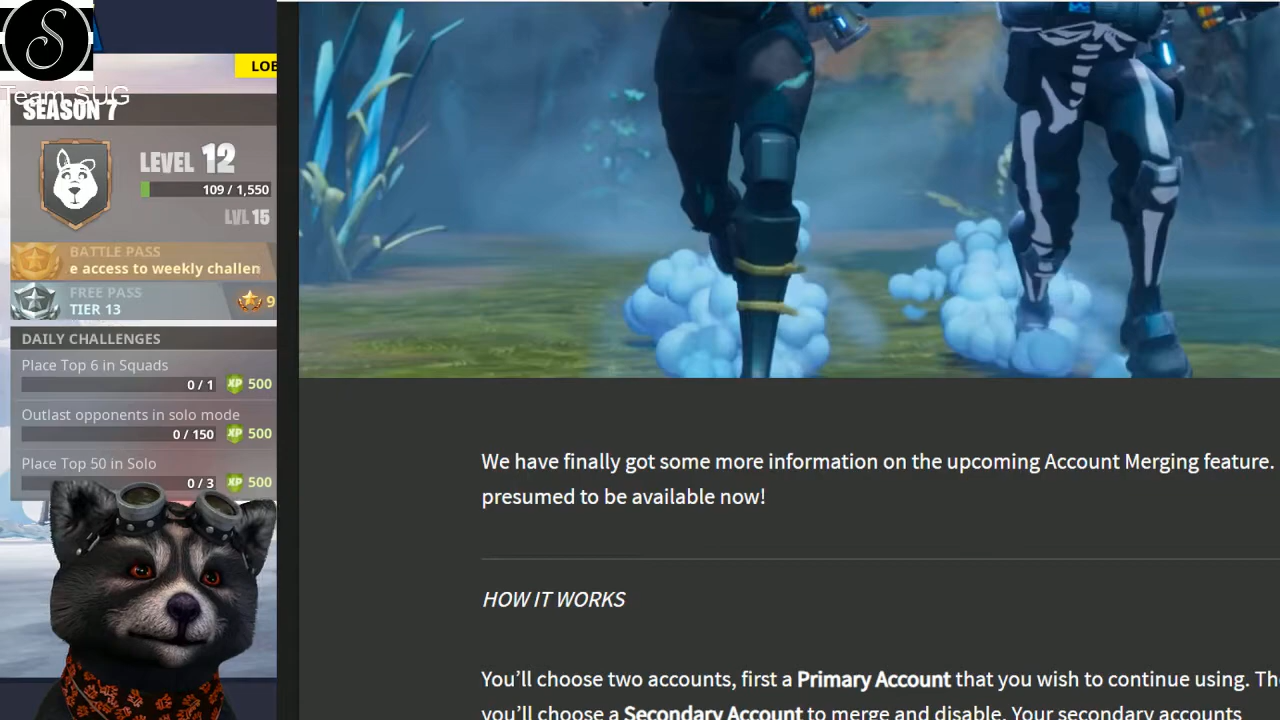 S
Team SUG
LOB
SEASON 7
LEVEL 12
109 / 1,550
LVL 15
BATTLE PASS
e access to weekly challen
FREE PASS
TIER 13
9
DAILY CHALLENGES
Place Top 6 in Squads
0 / 1 XP 500
Outlast opponents in solo mode
0 / 150 XP 500
Place Top 50 in Solo
0 / 3 XP 500
We have finally got some more information on the upcoming Account Merging feature.
presumed to be available now!
HOW IT WORKS
You’ll choose two accounts, first a Primary Account that you wish to continue using. Th
you’ll choose a Secondary Account to merge and disable. Your secondary accounts